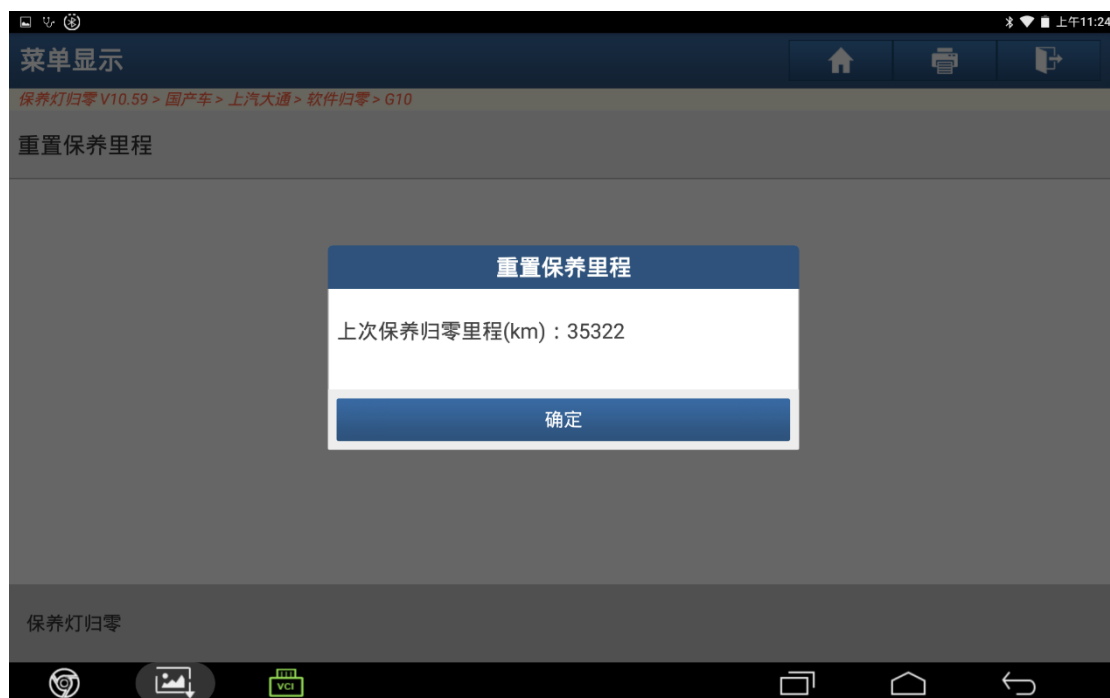 上午11:24
菜单显示
保养灯归零 V10.59 > 国产车 > 上汽大通 > 软件归零 > G10
重置保养里程
重置保养里程
上次保养归零里程(km)：35322
确定
保养灯归零
VCI